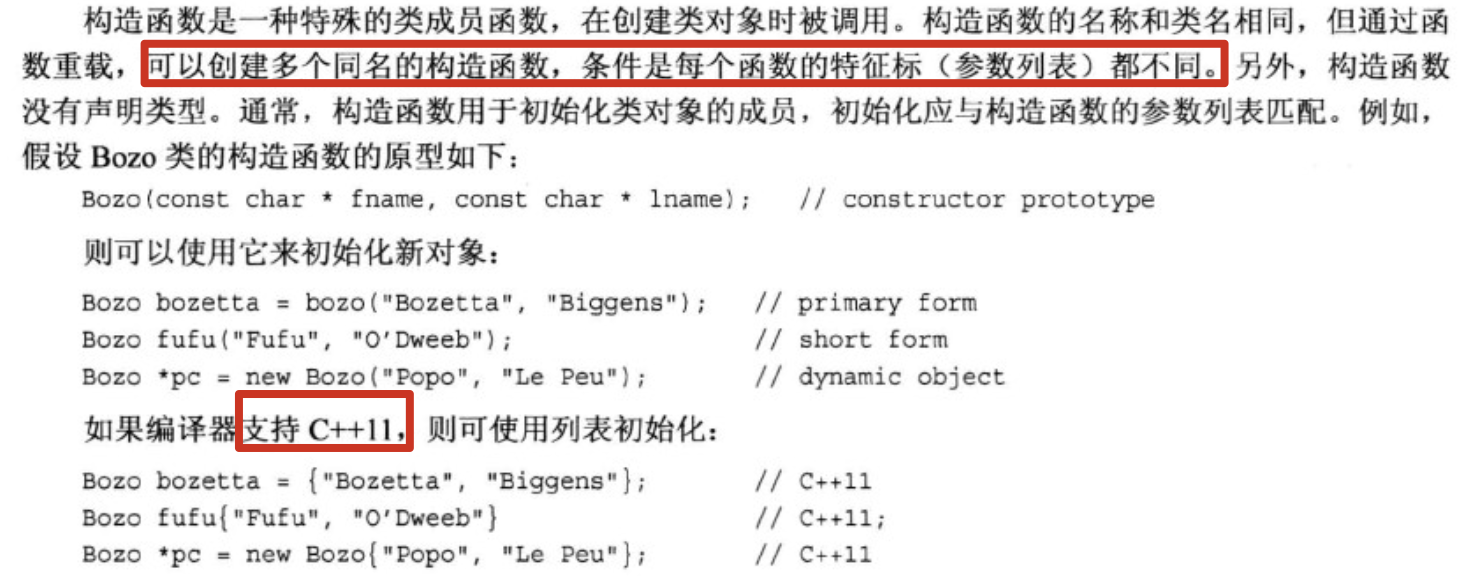 构造函数是一种特殊的类成员函数，在创建类对象时被调用。构造函数的名称和类名相同，但通过函
数重载，可以创建多个同名的构造函数，条件是每个函数的特征标（参数列表）都不同。另外，构造函数
没有声明类型。通常，构造函数用于初始化类对象的成员，初始化应与构造函数的参数列表匹配。例如，
假设 Bozo 类的构造函数的原型如下：
Bozo(const char * fname, const char * lname);   // constructor prototype
则可以使用它来初始化新对象：
Bozo bozetta = bozo("Bozetta", "Biggens");   // primary form
Bozo fufu("Fufu", "O'Dweeb");   // short form
Bozo *pc = new Bozo("Popo", "Le Peu");   // dynamic object
如果编译器支持 C++11，则可使用列表初始化：
Bozo bozetta = {"Bozetta", "Biggens"};   // C++11
Bozo fufu{"Fufu", "O'Dweeb"}   // C++11;
Bozo *pc = new Bozo{"Popo", "Le Peu"};   // C++11